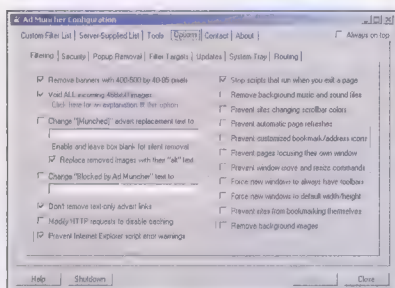 Ad Muncher Configuration
Custom Filter List | Server-Supplied List | Tools | Options | Contact | About |
Always on top
Filtering | Security | Popup Removal | Filter Targets | Updates | System Tray | Routing |
Remove banners with 400-500 by 40-85 pixels
Void ALL incoming 468x60 images
Click here for an explanation of this option
Change "[Munched]" advert replacement text to
Enable and leave box blank for silent removal
Replace removed images with their "alt" text
Change "Blocked by Ad Muncher" text to
Don't remove text-only advert links
Modify HTTP requests to disable caching
Prevent Internet Explorer script error warnings
Stop scripts that run when you exit a page
Remove background music and sound files
Prevent sites changing scrollbar colors
Prevent automatic page refreshes
Prevent customized bookmark/address icons
Prevent pages focusing their own window
Prevent window move and resize commands
Force new windows to always have toolbars
Force new windows to default width/height
Prevent sites from bookmarking themselves
Remove background images
Help
Shutdown
Close